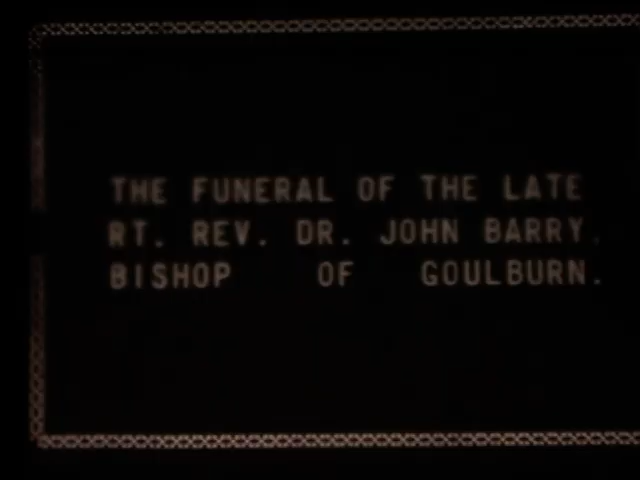 THE FUNERAL OF THE LATE
RT. REV. DR. JOHN BARRY,
BISHOP OF GOULBURN.